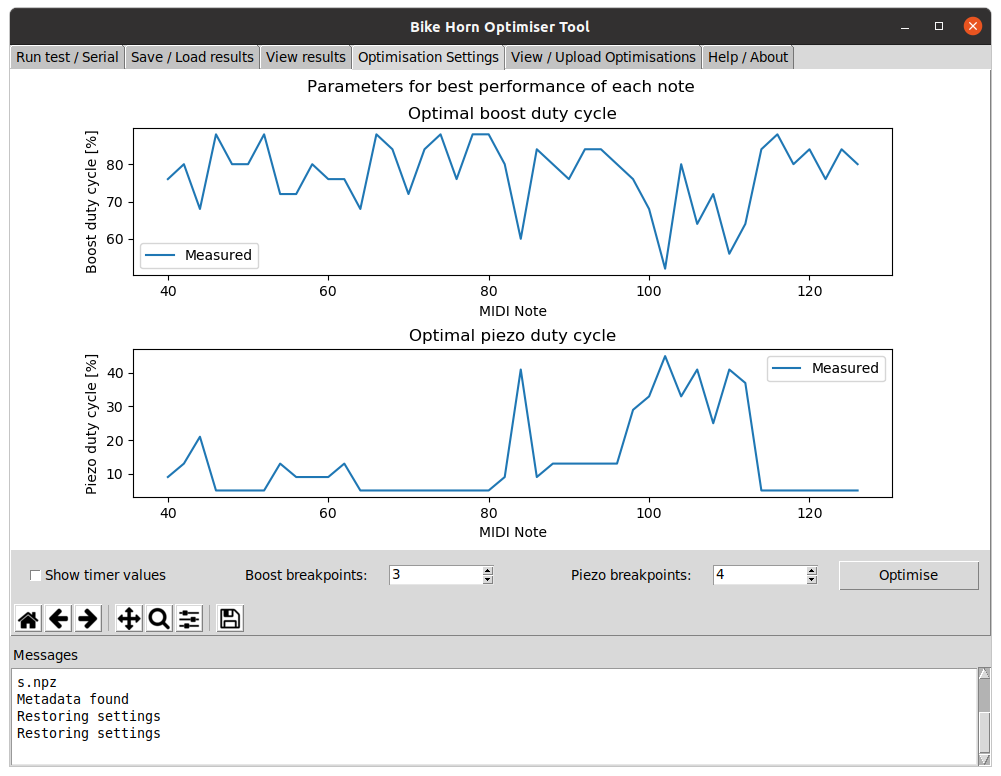 Bike Horn Optimiser Tool
Run test / Serial Save / Load results View results Optimisation Settings View / Upload Optimisations Help / About
Parameters for best performance of each note
Optimal boost duty cycle
Boost duty cycle [%]
80
70
60
Measured
40 60 80 100 120
MIDI Note
Optimal piezo duty cycle
Piezo duty cycle [%]
40
30
20
10
Measured
40 60 80 100 120
MIDI Note
Show timer values Boost breakpoints: 3 Piezo breakpoints: 4 Optimise
Messages
s.npz
Metadata found
Restoring settings
Restoring settings